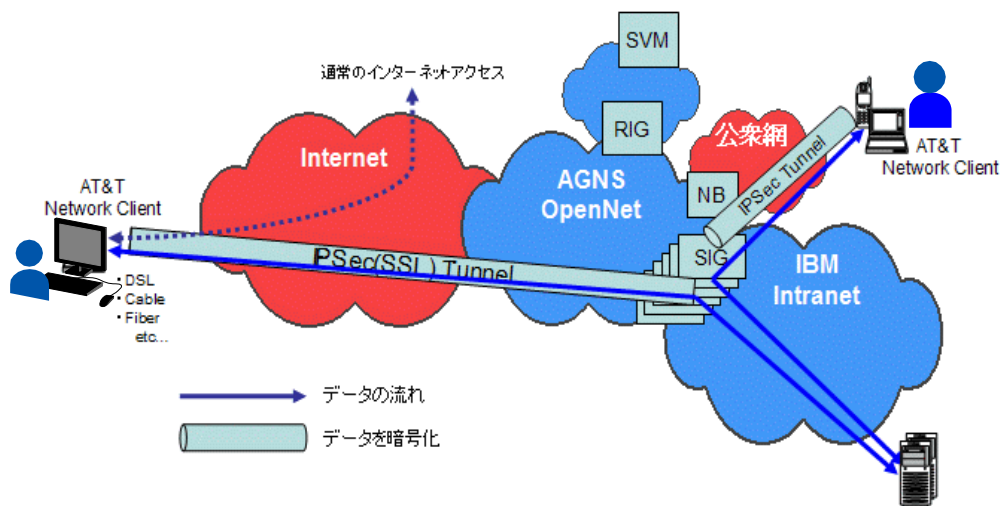 SVM
通常のインターネットアクセス
RIG
公衆網
Internet
AGNS
OpenNet
NB
IPSec Tunnel
AT&T
Network Client
AT&T
Network Client
SIG
IPSec(SSL) Tunnel
IBM
Intranet
・DSL
・Cable
・Fiber
etc...
データの流れ
データを暗号化